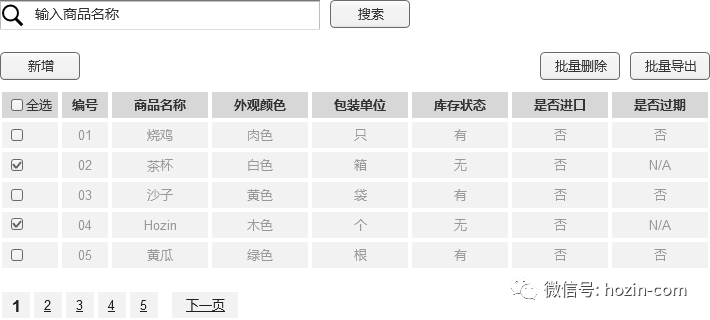 输入商品名称 搜索
新增 批量删除 批量导出
全选 编号 商品名称 外观颜色 包装单位 库存状态 是否进口 是否过期
01 烧鸡 肉色 只 有 否 否
02 茶杯 白色 箱 无 否 N/A
03 沙子 黄色 袋 有 否 否
04 Hozin 木色 个 无 否 N/A
05 黄瓜 绿色 根 有 否 否
微信号: hozin-com
1 2 3 4 5 下一页